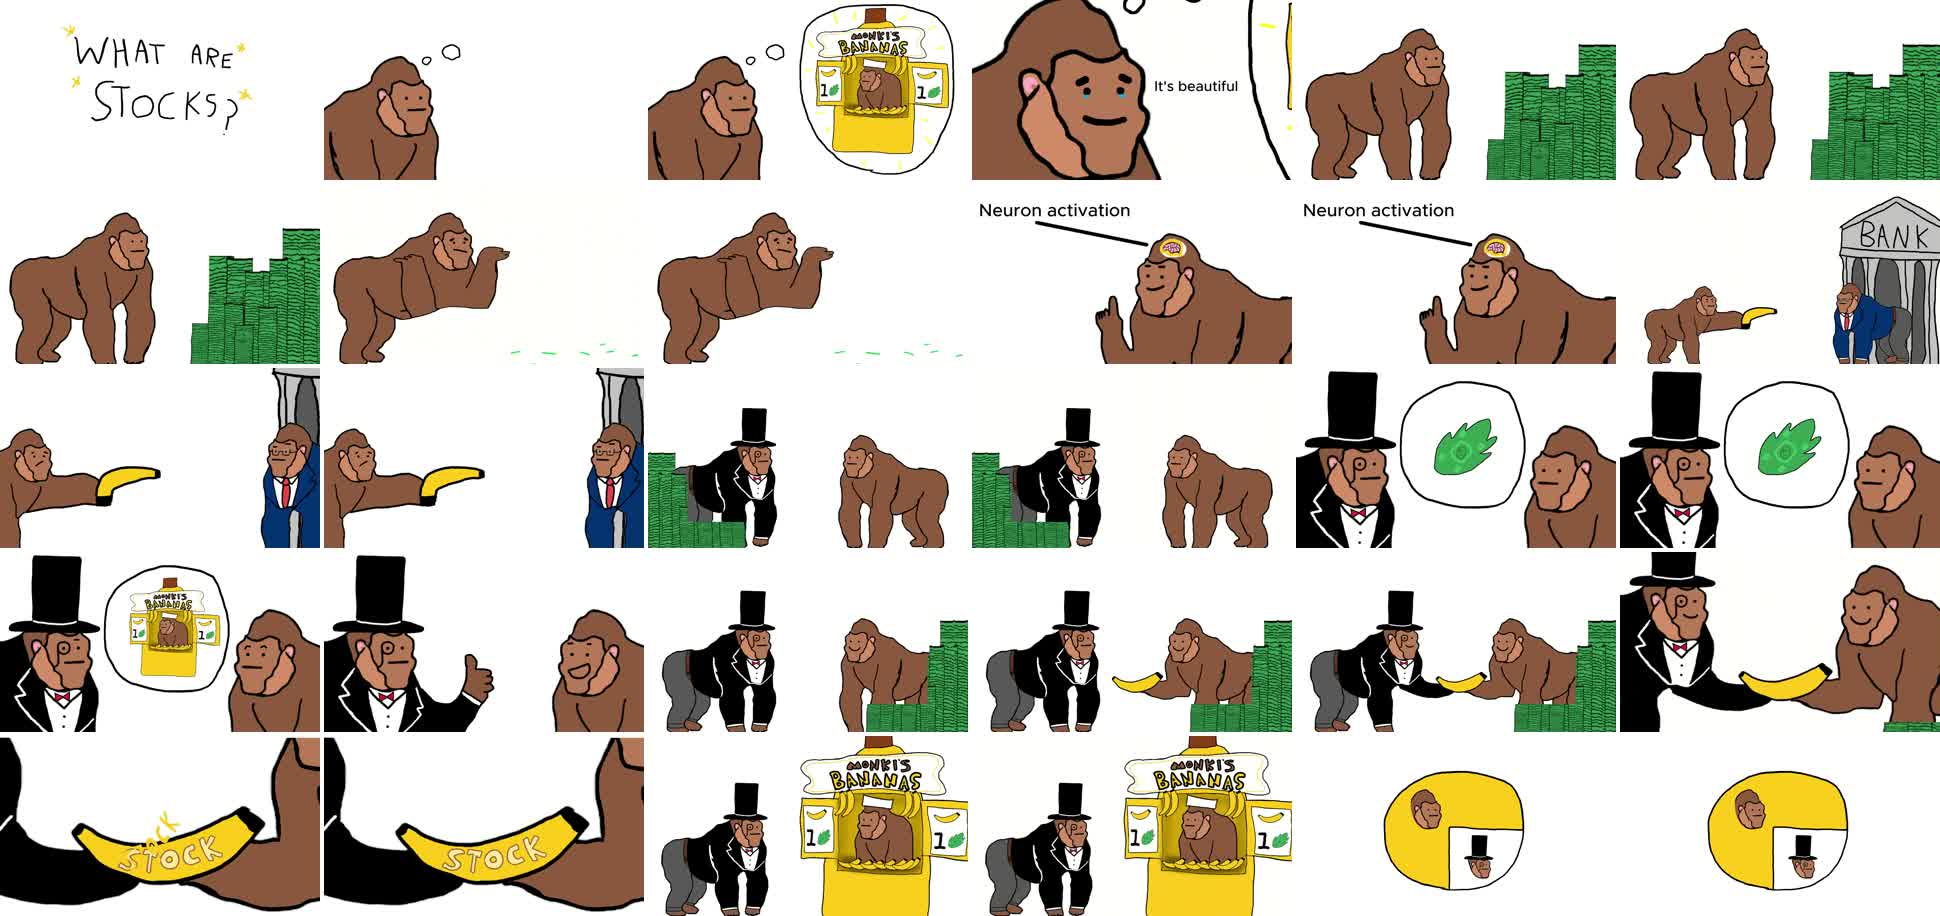 WHAT ARE
STOCKS?
MONKI'S
BANANAS
1
1
It's beautiful
Neuron activation
Neuron activation
BANK
MONKI'S
BANANAS
1
1
STOCK
STOCK
MONKI'S
BANANAS
1
1
MONKI'S
BANANAS
1
1